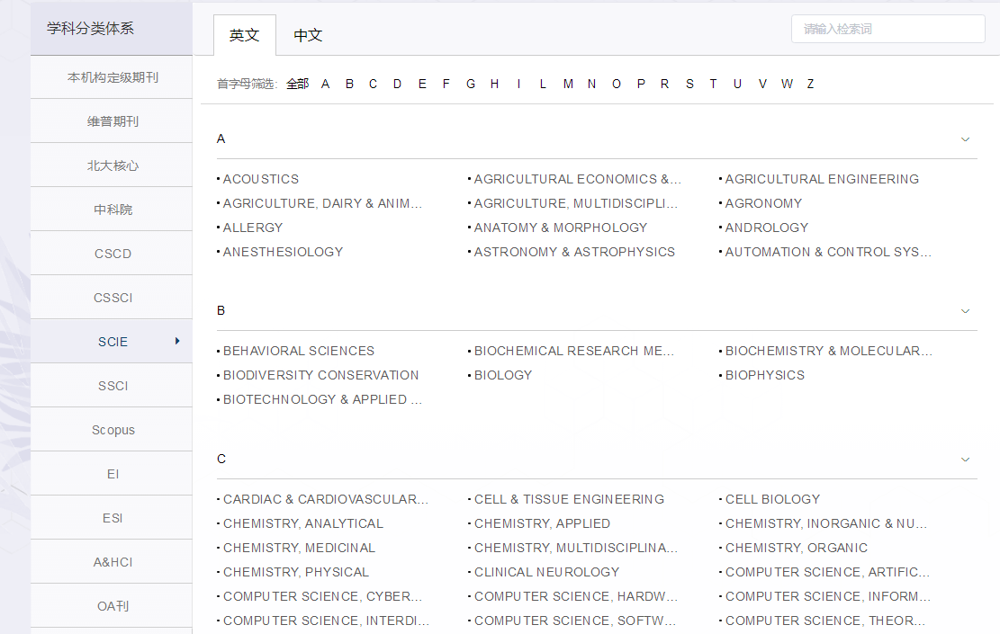 学科分类体系
本机构定级期刊
维普期刊
北大核心
中科院
CSCD
CSSCI
SCIE
SSCI
Scopus
EI
ESI
A&HCI
OA刊
英文 中文 请输入检索词
首字母筛选: 全部 A B C D E F G H I L M N O P R S T U V W Z
A
• ACOUSTICS • AGRICULTURAL ECONOMICS &... • AGRICULTURAL ENGINEERING
• AGRICULTURE, DAIRY & ANIM... • AGRICULTURE, MULTIDISCIPLI... • AGRONOMY
• ALLERGY • ANATOMY & MORPHOLOGY • ANDROLOGY
• ANESTHESIOLOGY • ASTRONOMY & ASTROPHYSICS • AUTOMATION & CONTROL SYS...
B
• BEHAVIORAL SCIENCES • BIOCHEMICAL RESEARCH ME... • BIOCHEMISTRY & MOLECULAR...
• BIODIVERSITY CONSERVATION • BIOLOGY • BIOPHYSICS
• BIOTECHNOLOGY & APPLIED ...
C
• CARDIAC & CARDIOVASCULAR... • CELL & TISSUE ENGINEERING • CELL BIOLOGY
• CHEMISTRY, ANALYTICAL • CHEMISTRY, APPLIED • CHEMISTRY, INORGANIC & NU...
• CHEMISTRY, MEDICINAL • CHEMISTRY, MULTIDISCIPLINA... • CHEMISTRY, ORGANIC
• CHEMISTRY, PHYSICAL • CLINICAL NEUROLOGY • COMPUTER SCIENCE, ARTIFIC...
• COMPUTER SCIENCE, CYBER... • COMPUTER SCIENCE, HARDW... • COMPUTER SCIENCE, INFORM...
• COMPUTER SCIENCE, INTERDI... • COMPUTER SCIENCE, SOFTW... • COMPUTER SCIENCE, THEOR...